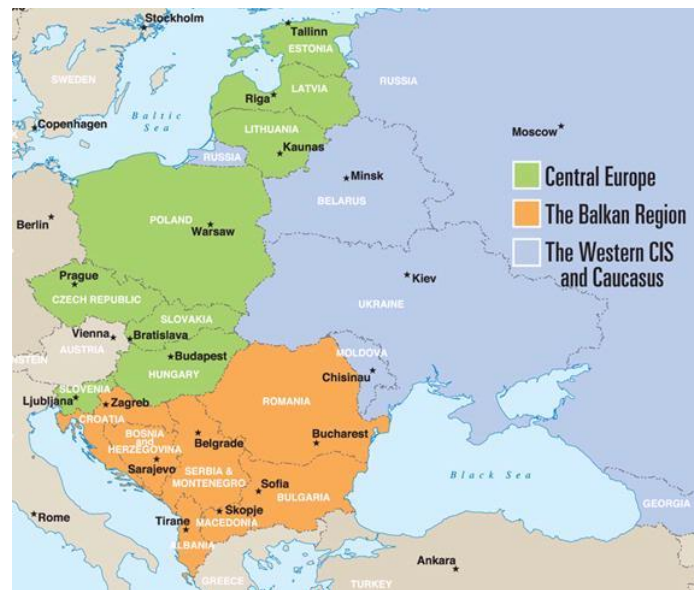 Stockholm
Tallinn
ESTONIA
SWEDEN
RUSSIA
LATVIA
Riga
Baltic
Sea
LITHUANIA
Copenhagen
Kaunas
Moscow
RUSSIA
Minsk
Central Europe
BELARUS
The Balkan Region
Berlin
POLAND
Warsaw
The Western CIS
and Caucasus
Prague
Kiev
CZECH REPUBLIC
UKRAINE
SLOVAKIA
Vienna
Bratislava
AUSTRIA
MOLDOVA
Budapest
HUNGARY
Chisinau
SLOVENIA
Ljubljana
Zagreb
ROMANIA
CROATIA
BOSNIA
and
HERZEGOVINA
Belgrade
Bucharest
Sarajevo
SERBIA &
MONTENEGRO
Black Sea
Sofia
BULGARIA
GEORGIA
Rome
Skopje
Tirane
MACEDONIA
ALBANIA
Ankara
GREECE
TURKEY